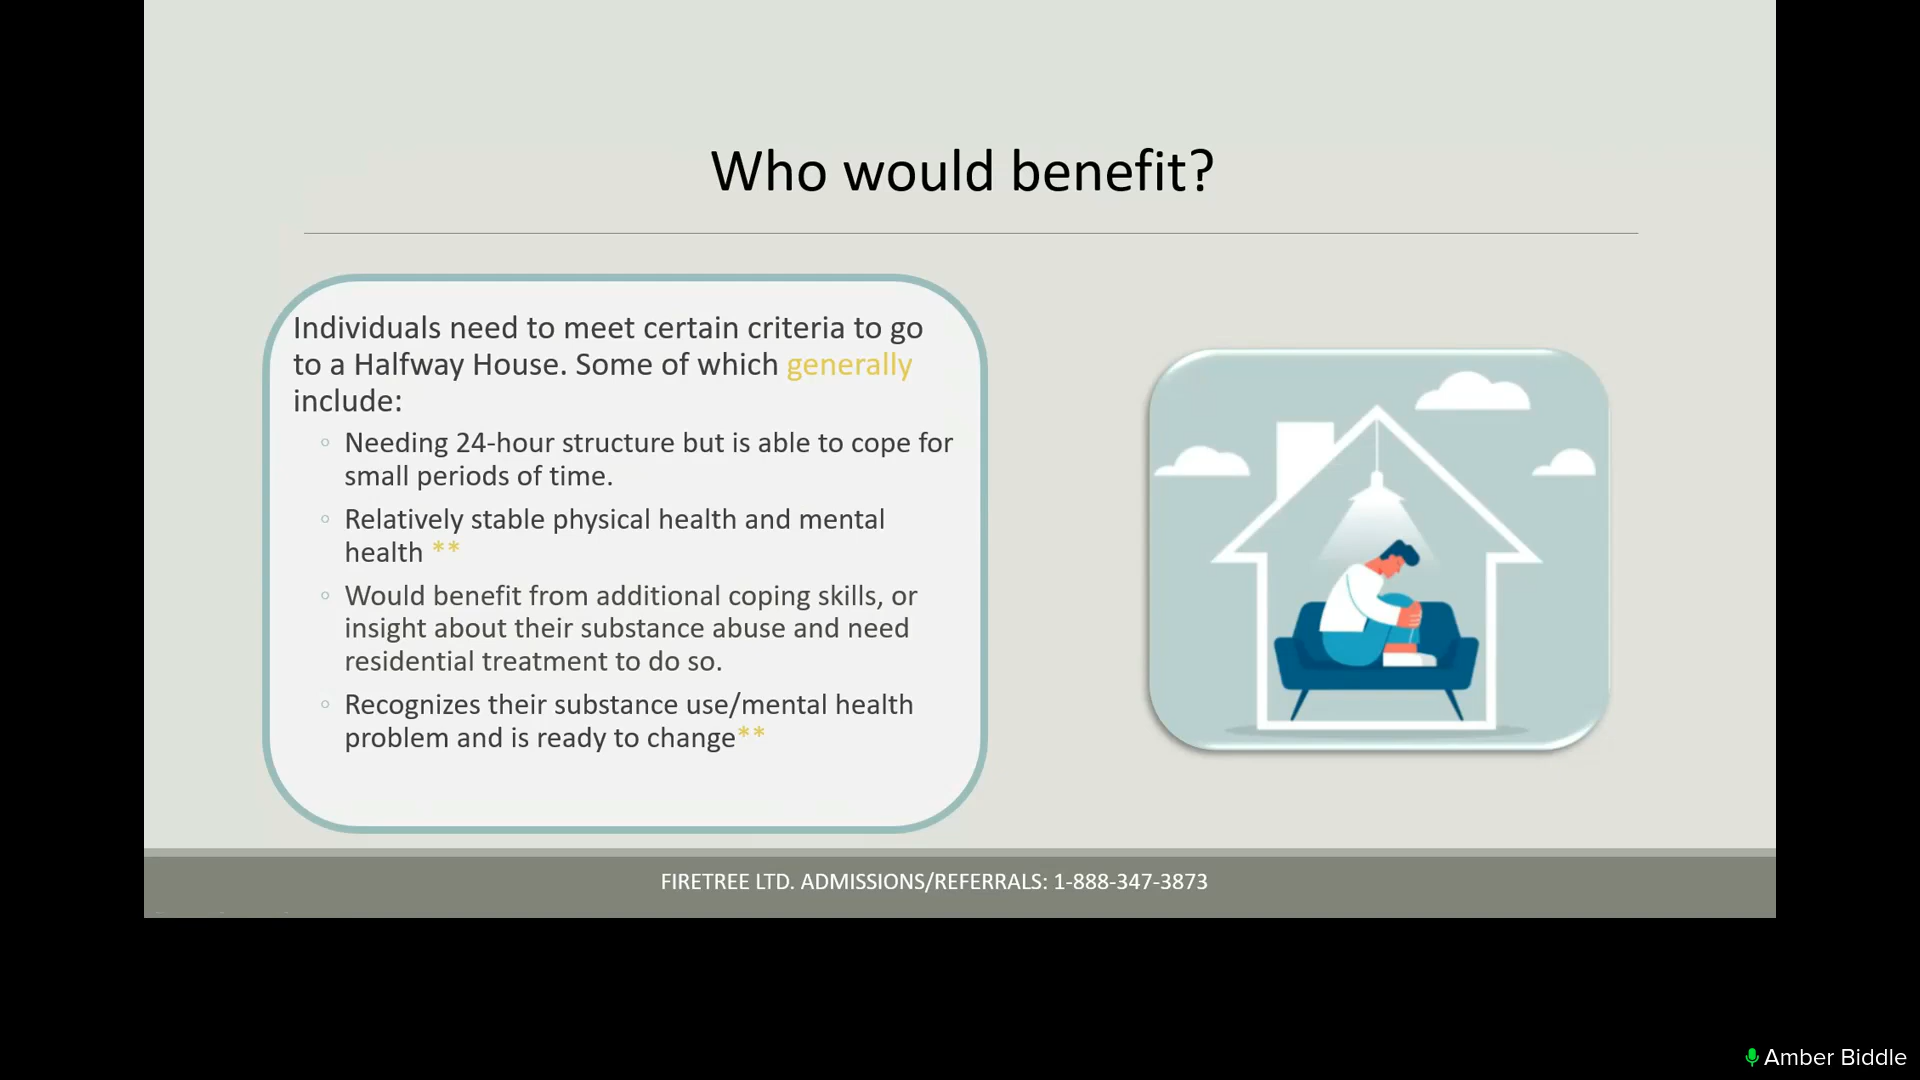 Who would benefit?
Individuals need to meet certain criteria to go
to a Halfway House. Some of which generally
include:
◦ Needing 24-hour structure but is able to cope for
small periods of time.
◦ Relatively stable physical health and mental
health **
◦ Would benefit from additional coping skills, or
insight about their substance abuse and need
residential treatment to do so.
◦ Recognizes their substance use/mental health
problem and is ready to change**
FIRETREE LTD. ADMISSIONS/REFERRALS: 1-888-347-3873
Amber Biddle